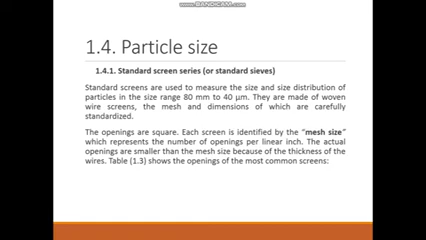 www.BANDICAM.com
1.4. Particle size
1.4.1. Standard screen series (or standard sieves)
Standard screens are used to measure the size and size distribution of
particles in the size range 80 mm to 40 μm. They are made of woven
wire screens, the mesh and dimensions of which are carefully
standardized.
The openings are square. Each screen is identified by the "mesh size"
which represents the number of openings per linear inch. The actual
openings are smaller than the mesh size because of the thickness of the
wires. Table (1.3) shows the openings of the most common screens: